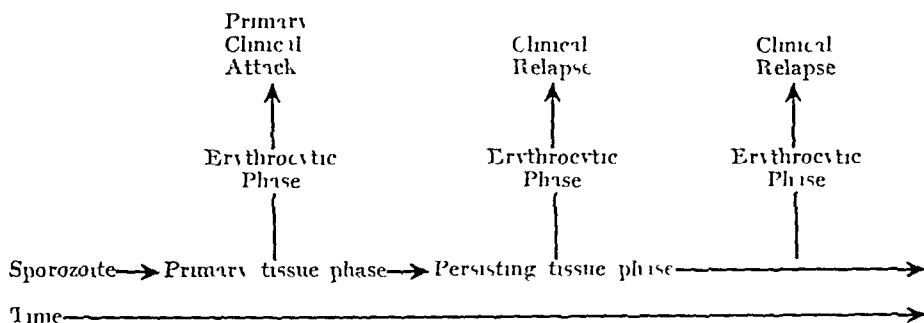 Primary
Clinical
Attack
Clinical
Relapse
Clinical
Relapse
Erythrocytic
Phase
Erythrocytic
Phase
Erythrocytic
Phase
Sporozoite Primary tissue phase Persisting tissue phase
Time